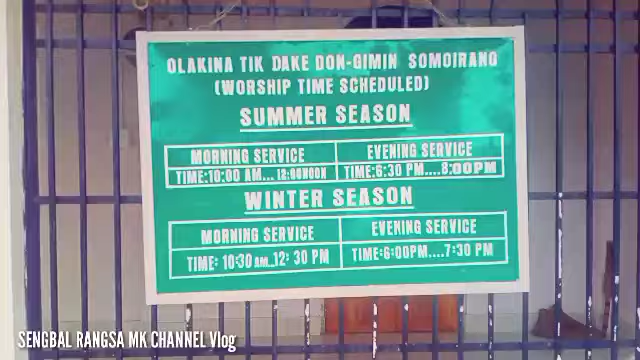 OLAKINA TIK DAKE DON-GIMIN SOMOIRANG
(WORSHIP TIME SCHEDULED)
SUMMER SEASON
MORNING SERVICE EVENING SERVICE
TIME:10:00 AM... 12:00NOON TIME:6:30 PM....8:00PM
WINTER SEASON
MORNING SERVICE EVENING SERVICE
TIME: 10:30 AM..12: 30 PM TIME:6:00PM....7:30 PM
SENGBAL RANGSA MK CHANNEL Vlog